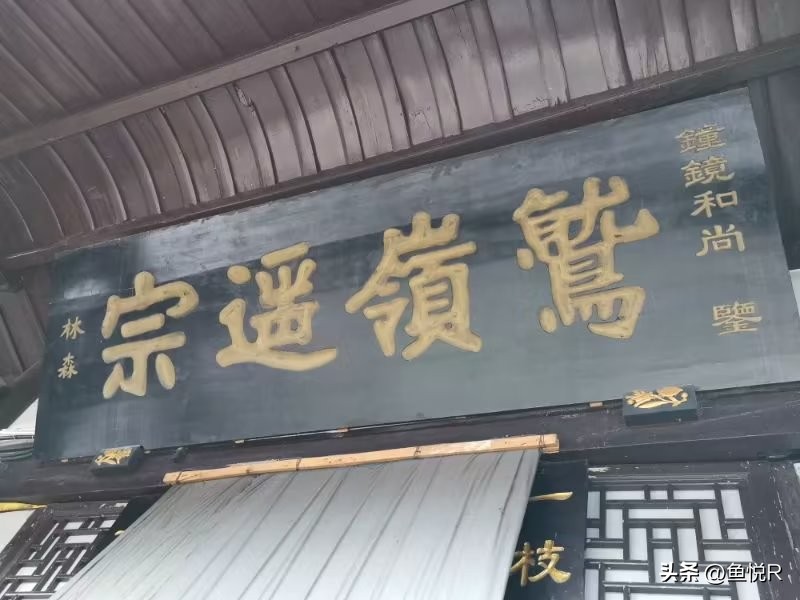 鐘鏡和尚 鑒
鷲嶺遥宗
林森
一枝
头条 @鱼悦R